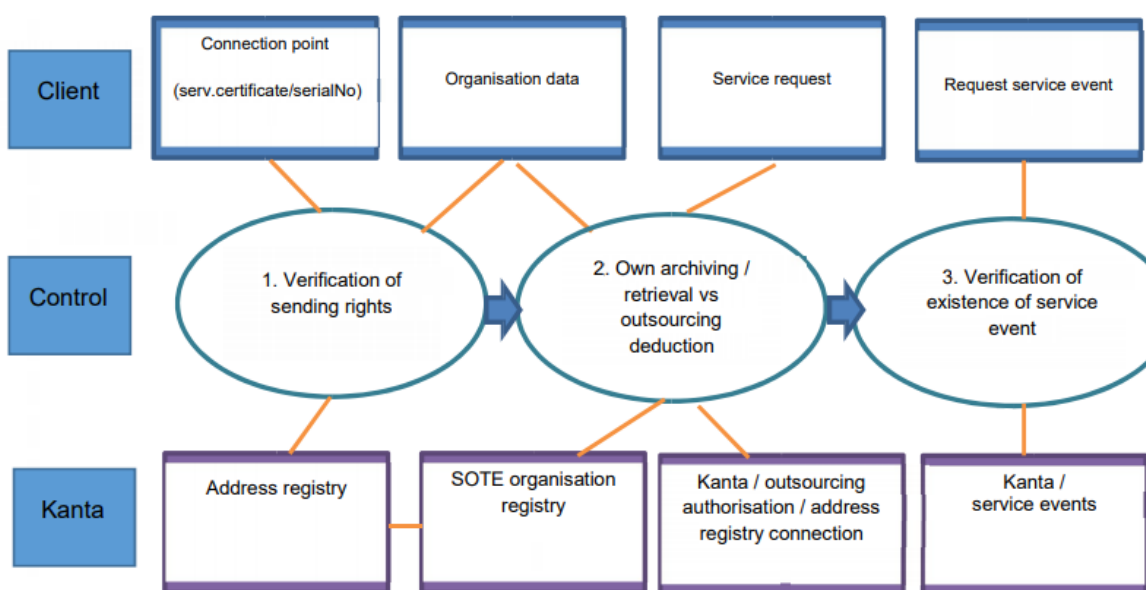 Client
Connection point
(serv.certificate/serialNo)
Organisation data
Service request
Request service event
Control
1. Verification of
sending rights
2. Own archiving /
retrieval vs
outsourcing
deduction
3. Verification of
existence of service
event
Kanta
Address registry
SOTE organisation
registry
Kanta / outsourcing
authorisation / address
registry connection
Kanta /
service events